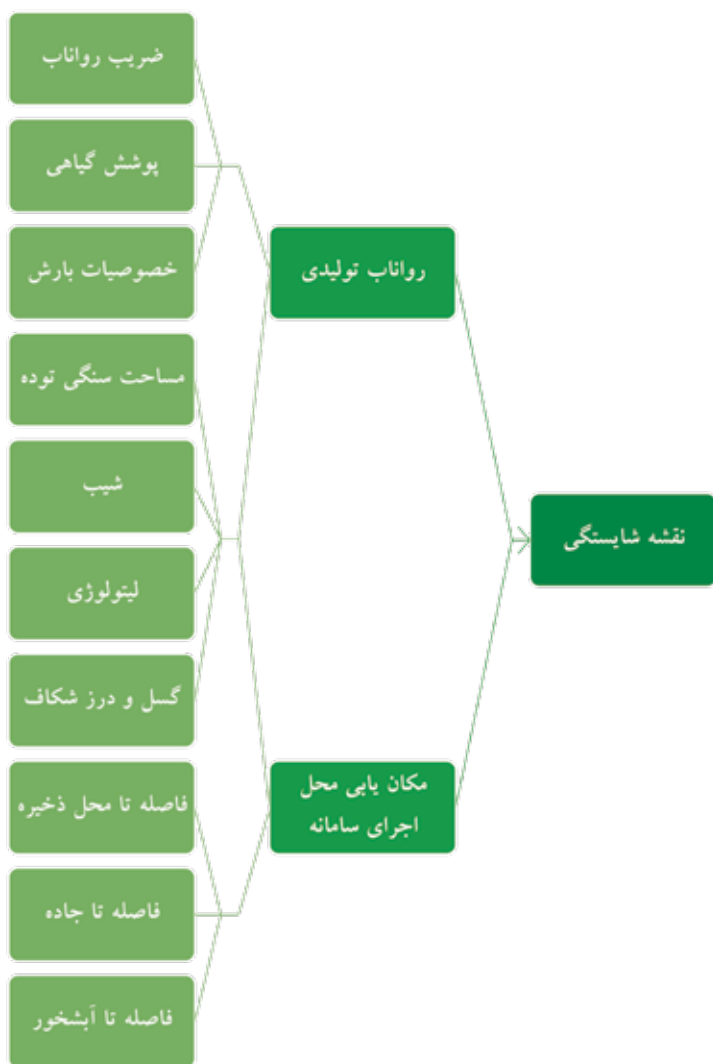 ضریب رواناب
پوشش گیاهی
خصوصیات بارش
مساحت سنگی توده
شیب
لیتولوژی
گسل و درز شکاف
فاصله تا محل ذخیره
فاصله تا جاده
فاصله تا آبشخور
رواناب تولیدی
مکان یابی محل
اجرای سامانه
نقشه شایستگی